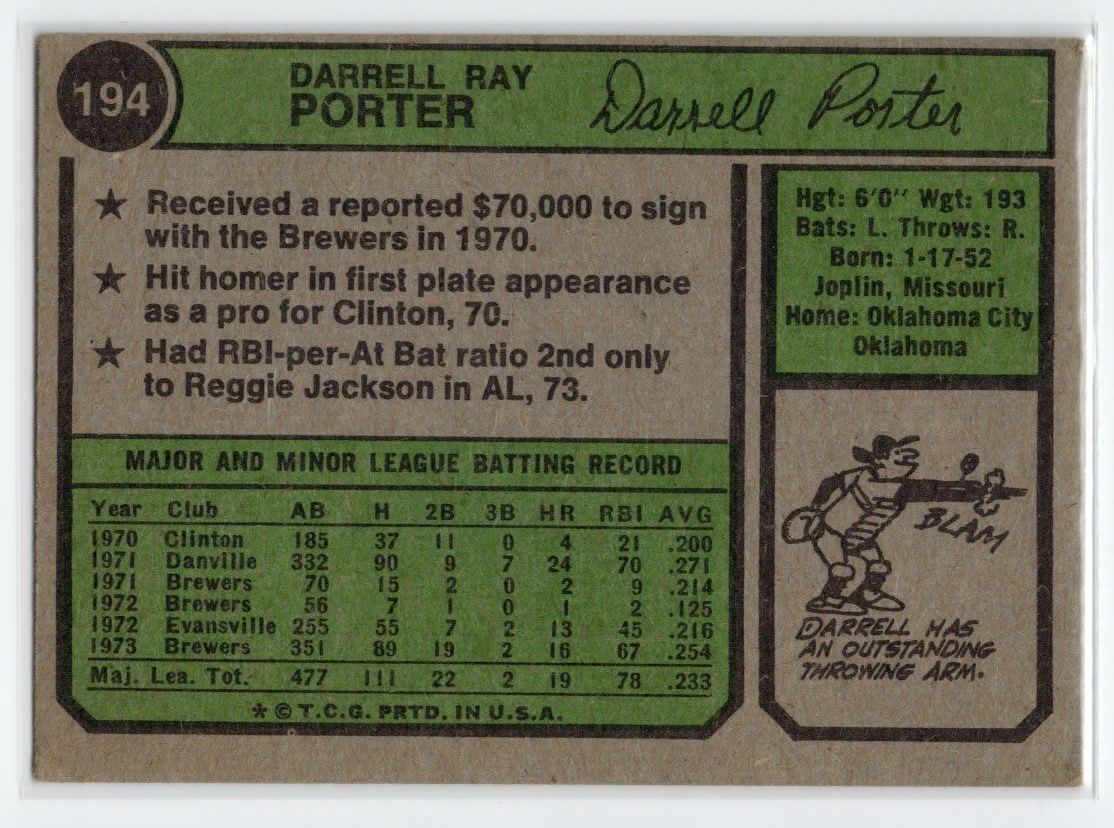 194
DARRELL RAY
PORTER
Darrell Porter
★ Received a reported $70,000 to sign
with the Brewers in 1970.
★ Hit homer in first plate appearance
as a pro for Clinton, 70.
★ Had RBI-per-At Bat ratio 2nd only
to Reggie Jackson in AL, 73.
Hgt: 6'0" Wgt: 193
Bats: L. Throws: R.
Born: 1-17-52
Joplin, Missouri
Home: Oklahoma City
Oklahoma
MAJOR AND MINOR LEAGUE BATTING RECORD
Year Club AB H 2B 3B HR RBI AVG
1970 Clinton 185 37 11 0 4 21 .200
1971 Danville 332 90 9 7 24 70 .271
1971 Brewers 70 15 2 0 2 9 .214
1972 Brewers 56 7 1 0 1 2 .125
1972 Evansville 255 55 7 2 13 45 .216
1973 Brewers 351 89 19 2 16 67 .254
Maj. Lea. Tot. 477 111 22 2 19 78 .233
* © T.C.G. PRTD. IN U.S.A.
BLAM
DARRELL HAS
AN OUTSTANDING
THROWING ARM.